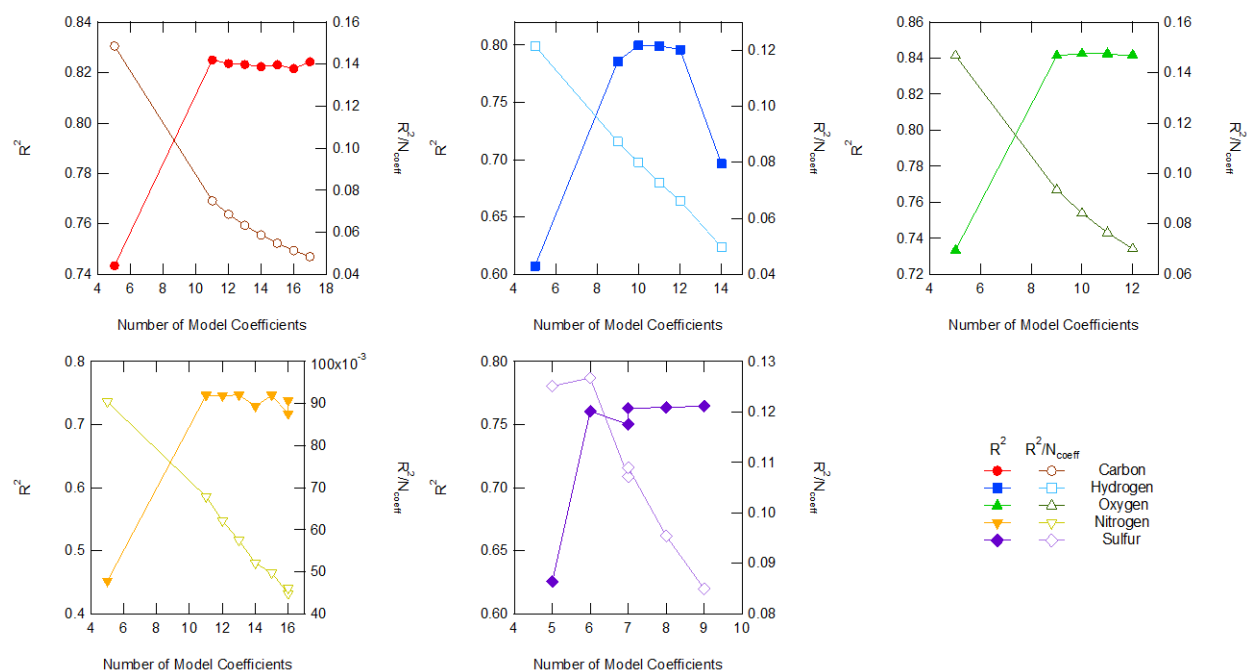 0.84
0.82
0.80
0.78
0.76
0.74
R²
0.16
0.14
0.12
0.10
0.08
0.06
0.04
R²/Ncoeff
4 6 8 10 12 14 16 18
Number of Model Coefficients
0.80
0.75
0.70
0.65
0.60
R²
0.12
0.10
0.08
0.06
0.04
R²/Ncoeff
4 6 8 10 12 14
Number of Model Coefficients
0.86
0.84
0.82
0.80
0.78
0.76
0.74
0.72
R²
0.16
0.14
0.12
0.10
0.08
0.06
R²/Ncoeff
4 6 8 10 12
Number of Model Coefficients
0.8
0.7
0.6
0.5
0.4
R²
100x10⁻³
90
80
70
60
50
40
R²/Ncoeff
4 6 8 10 12 14 16
Number of Model Coefficients
0.80
0.75
0.70
0.65
0.60
R²
0.13
0.12
0.11
0.10
0.09
0.08
R²/Ncoeff
4 5 6 7 8 9 10
Number of Model Coefficients
R² R²/Ncoeff
Carbon
Hydrogen
Oxygen
Nitrogen
Sulfur